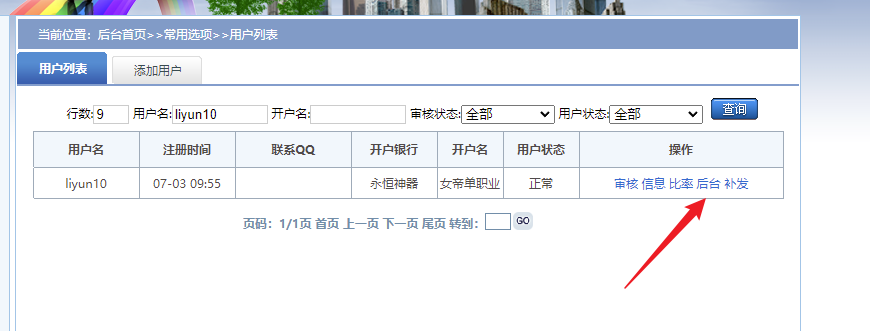 当前位置：后台首页>>常用选项>>用户列表
用户列表 添加用户
行数:9 用户名:liyun10 开户名: 审核状态:全部 用户状态:全部 查询
用户名 注册时间 联系QQ 开户银行 开户名 用户状态 操作
liyun10 07-03 09:55 永恒神器 女帝单职业 正常 审核 信息 比率 后台 补发
页码：1/1页 首页 上一页 下一页 尾页 转到： GO